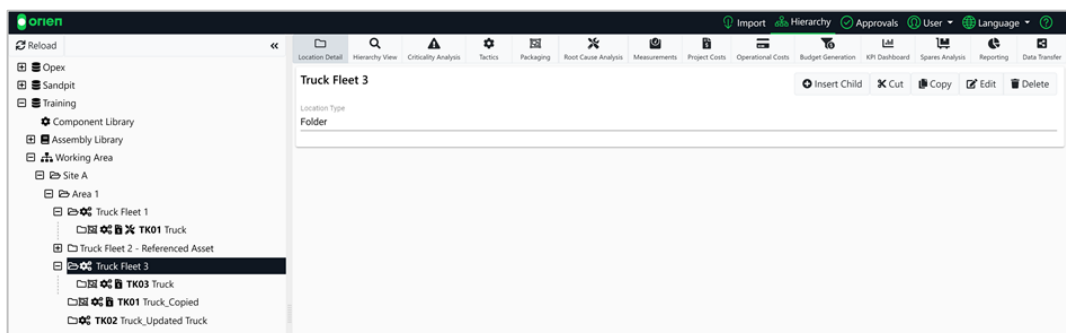 orien
Import Hierarchy Approvals User Language
Reload
Location Detail Hierarchy View Criticality Analysis Tactics Packaging Root Cause Analysis Measurements Project Costs Operational Costs Budget Generation KPI Dashboard Spares Analysis Reporting Data Transfer
Opex
Sandpit
Training
Component Library
Assembly Library
Working Area
Site A
Area 1
Truck Fleet 1
TK01 Truck
Truck Fleet 2 - Referenced Asset
Truck Fleet 3
TK03 Truck
TK01 Truck_Copied
TK02 Truck_Updated Truck
Truck Fleet 3
Insert Child Cut Copy Edit Delete
Location Type
Folder